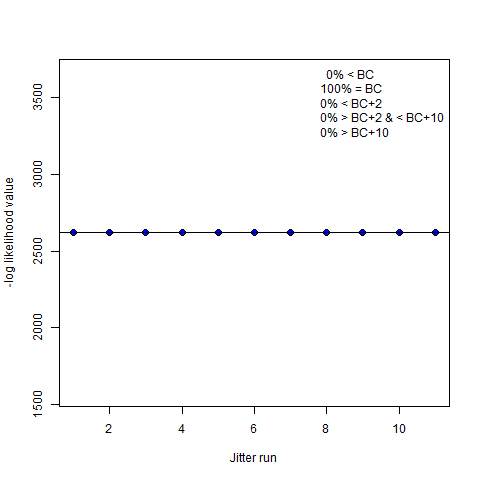 0% < BC
100% = BC
0% < BC+2
0% > BC+2 & < BC+10
0% > BC+10
3500
3000
2500
2000
1500
-log likelihood value
2 4 6 8 10
Jitter run